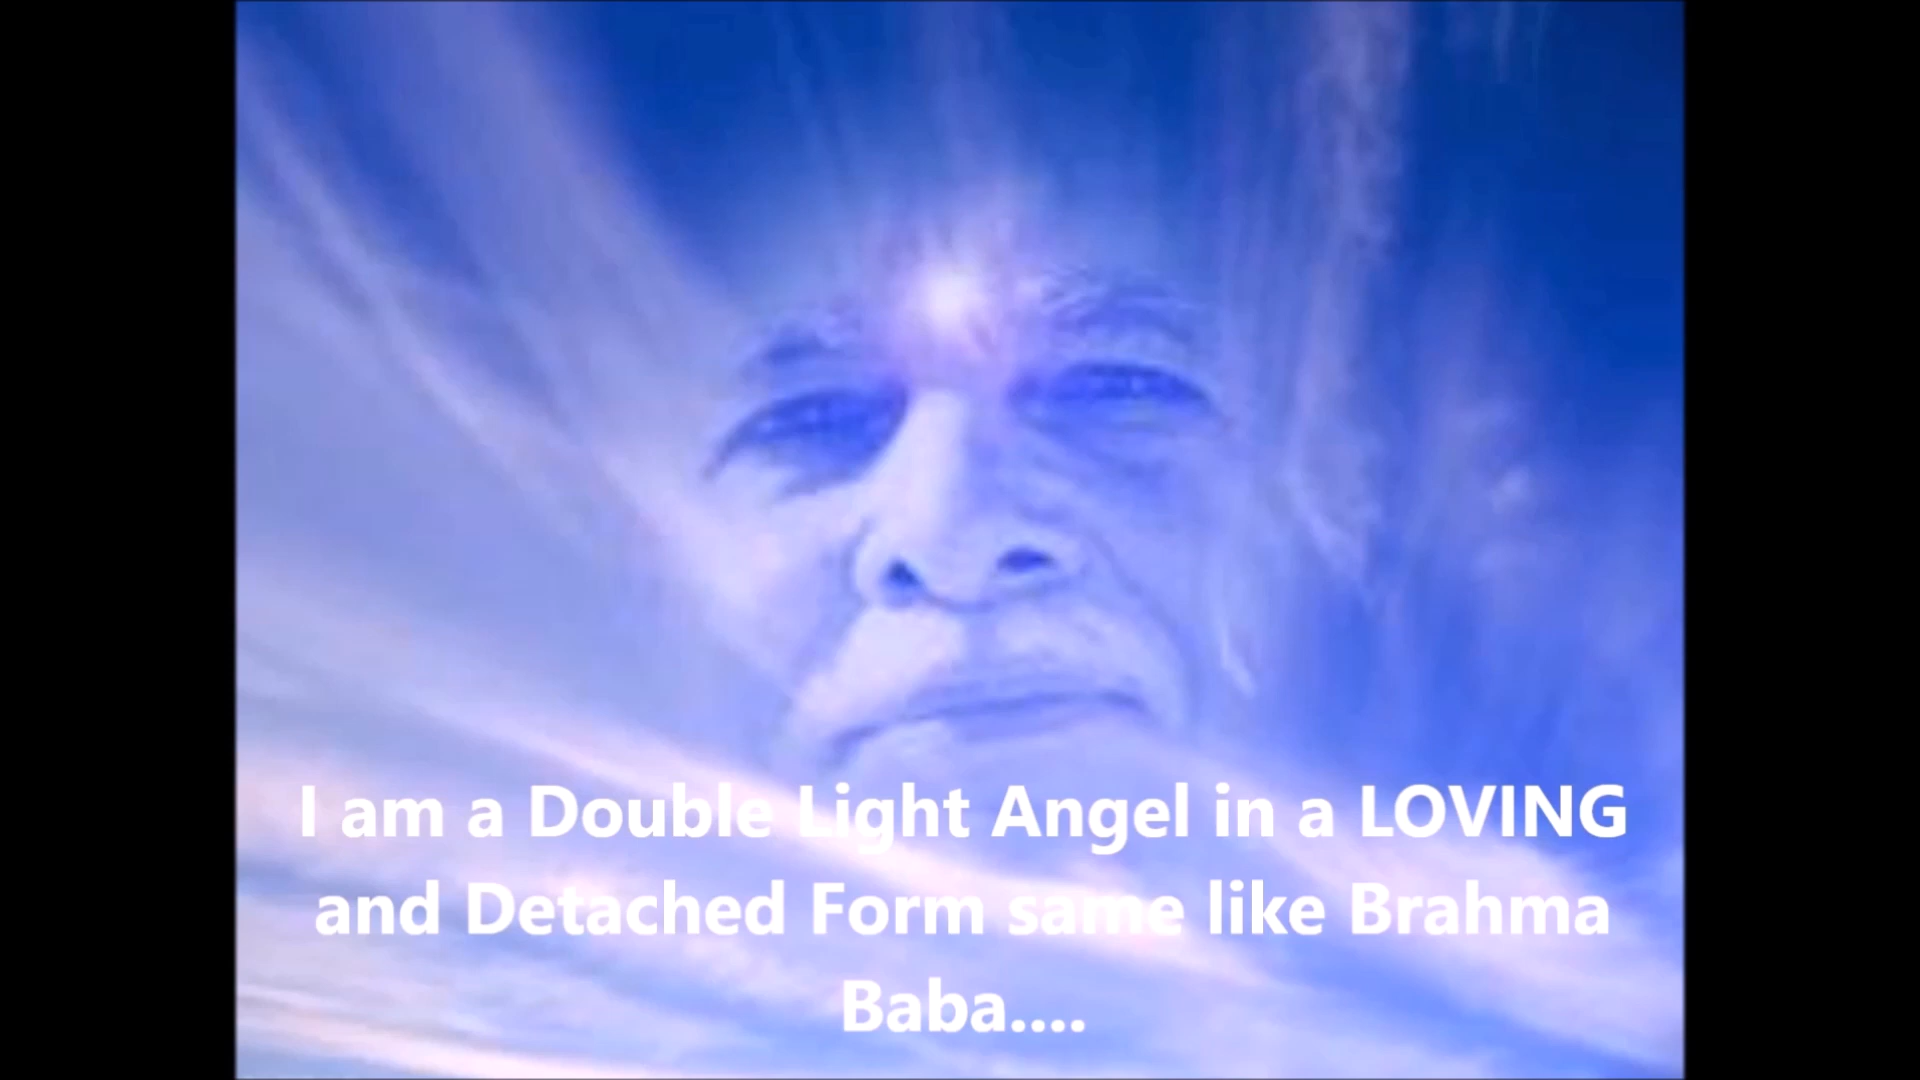 I am a Double Light Angel in a LOVING
and Detached Form same like Brahma
Baba....